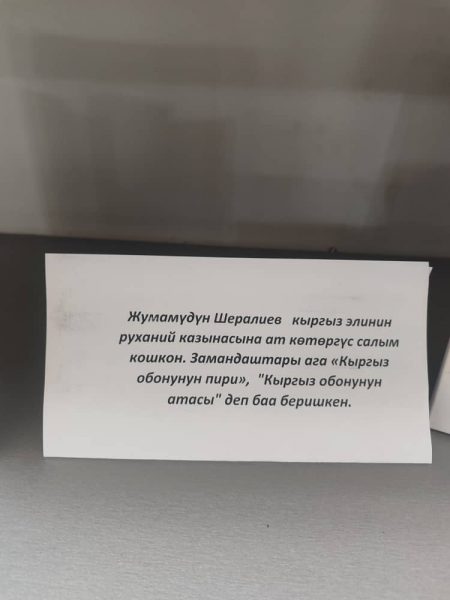 Жумамүдүн Шералиев кыргыз элинин
руханий казынасына ат көтөргүс салым
кошкон. Замандаштары ага «Кыргыз
обонунун пири», "Кыргыз обонунун
атасы" деп баа беришкен.